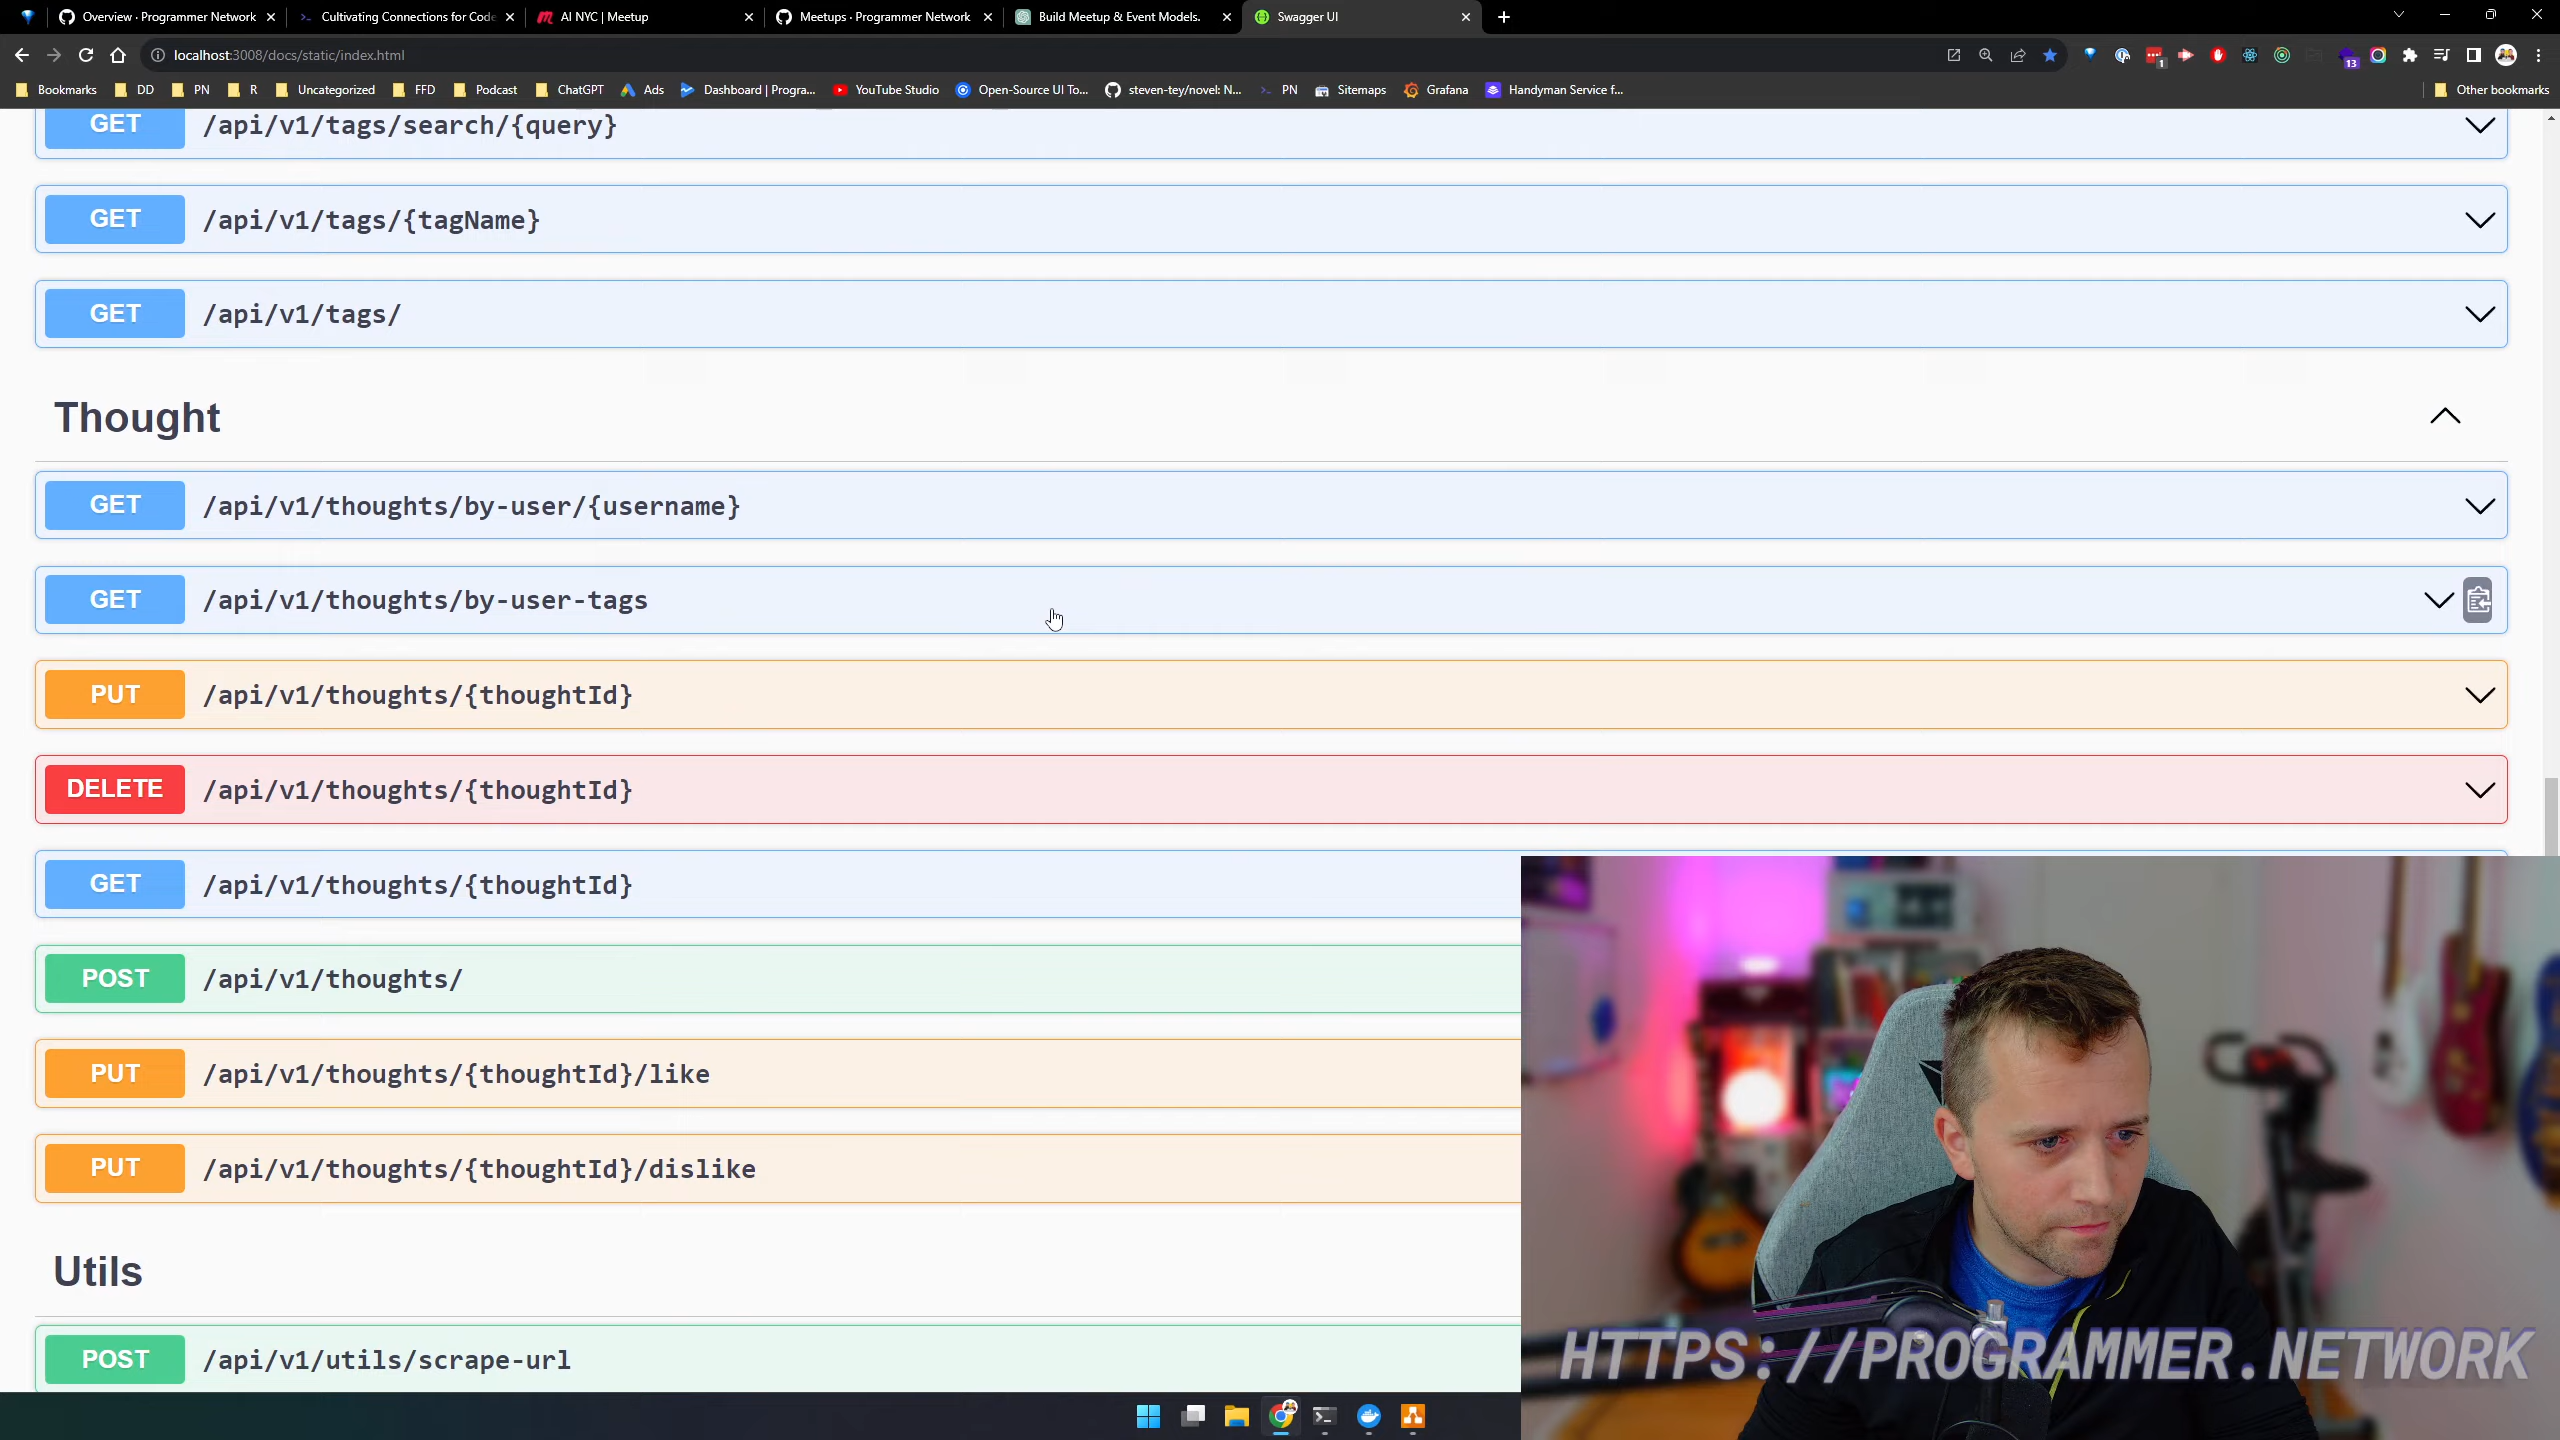 Overview · Programmer Network
Cultivating Connections for Code
AI NYC | Meetup
Meetups · Programmer Network
Build Meetup & Event Models.
Swagger UI
localhost:3008/docs/static/index.html
1
13
Bookmarks
DD
PN
R
Uncategorized
FFD
Podcast
ChatGPT
Ads
Dashboard | Progra...
YouTube Studio
Open-Source UI To...
steven-tey/novel: N...
PN
Sitemaps
Grafana
Handyman Service f...
Other bookmarks
GET /api/v1/tags/search/{query}
GET /api/v1/tags/{tagName}
GET /api/v1/tags/
Thought
GET /api/v1/thoughts/by-user/{username}
GET /api/v1/thoughts/by-user-tags
PUT /api/v1/thoughts/{thoughtId}
DELETE /api/v1/thoughts/{thoughtId}
GET /api/v1/thoughts/{thoughtId}
POST /api/v1/thoughts/
PUT /api/v1/thoughts/{thoughtId}/like
PUT /api/v1/thoughts/{thoughtId}/dislike
Utils
POST /api/v1/utils/scrape-url
HTTPS://PROGRAMMER.NETWORK